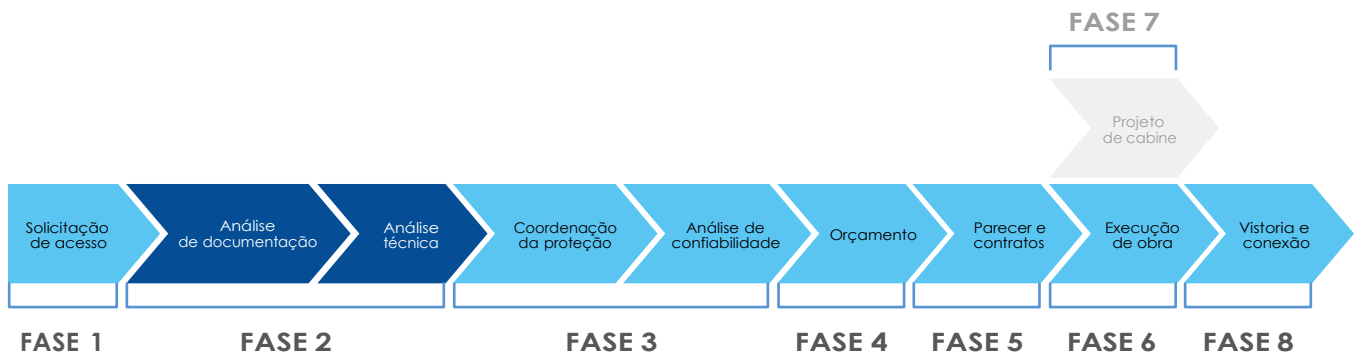 FASE 7
Projeto
de cabine
Solicitação
de acesso
Análise
de documentação
Análise
técnica
Coordenação
da proteção
Análise de
confiabilidade
Orçamento
Parecer e
contratos
Execução
de obra
Vistoria e
conexão
FASE 1
FASE 2
FASE 3
FASE 4
FASE 5
FASE 6
FASE 8